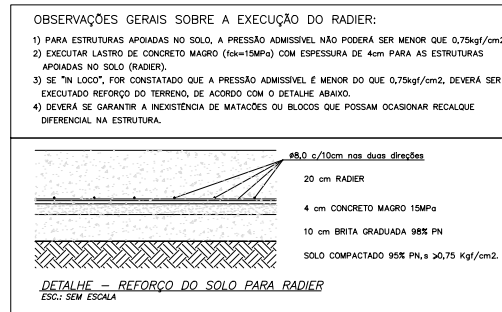 OBSERVAÇÕES GERAIS SOBRE A EXECUÇÃO DO RADIER:
1) PARA ESTRUTURAS APOIADAS NO SOLO, A PRESSÃO ADMISSÍVEL NÃO PODERÁ SER MENOR QUE 0,75kgf/cm2
2) EXECUTAR LASTRO DE CONCRETO MAGRO (fck=15MPa) COM ESPESSURA DE 4cm PARA AS ESTRUTURAS
APOIADAS NO SOLO (RADIER).
3) SE "IN LOCO", FOR CONSTATADO QUE A PRESSÃO ADMISSÍVEL É MENOR DO QUE 0,75kgf/cm2, DEVERÁ SER
EXECUTADO REFORÇO DO TERRENO, DE ACORDO COM O DETALHE ABAIXO.
4) DEVERÁ SE GARANTIR A INEXISTÊNCIA DE MATACÕES OU BLOCOS QUE POSSAM OCASIONAR RECALQUE
DIFERENCIAL NA ESTRUTURA.
ø8,0 c/10cm nas duas direções
20 cm RADIER
4 cm CONCRETO MAGRO 15MPa
10 cm BRITA GRADUADA 98% PN
SOLO COMPACTADO 95% PN,s ≥0,75 Kgf/cm2.
DETALHE - REFORÇO DO SOLO PARA RADIER
ESC.: SEM ESCALA